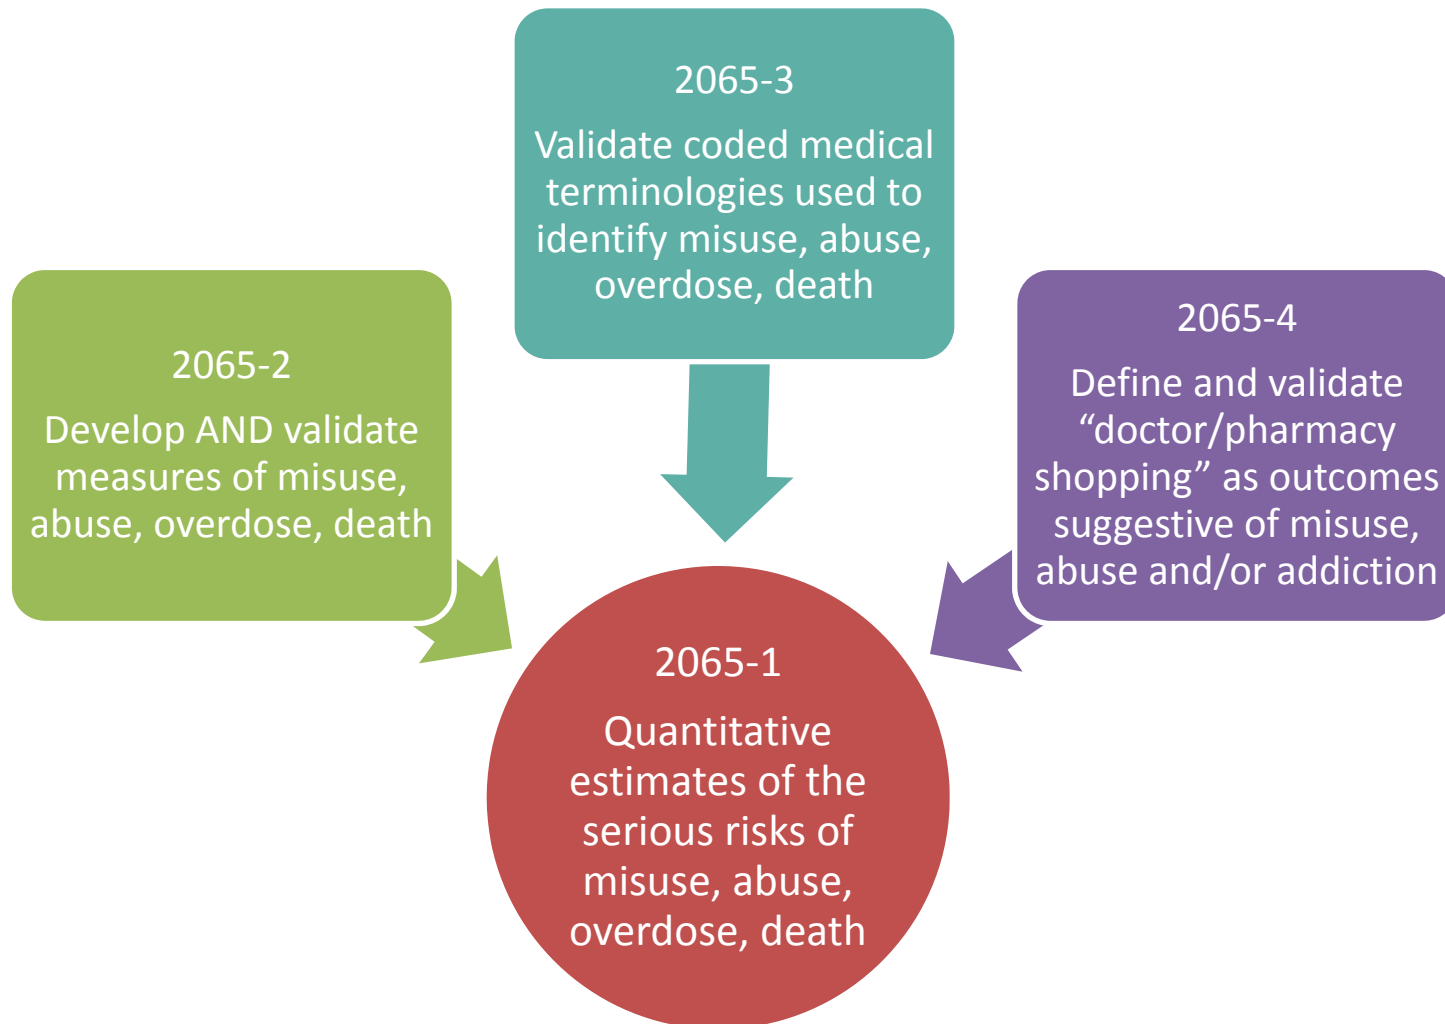 2065-3
Validate coded medical
terminologies used to
identify misuse, abuse,
overdose, death
2065-2
Develop AND validate
measures of misuse,
abuse, overdose, death
2065-4
Define and validate
“doctor/pharmacy
shopping” as outcomes
suggestive of misuse,
abuse and/or addiction
2065-1
Quantitative
estimates of the
serious risks of
misuse, abuse,
overdose, death